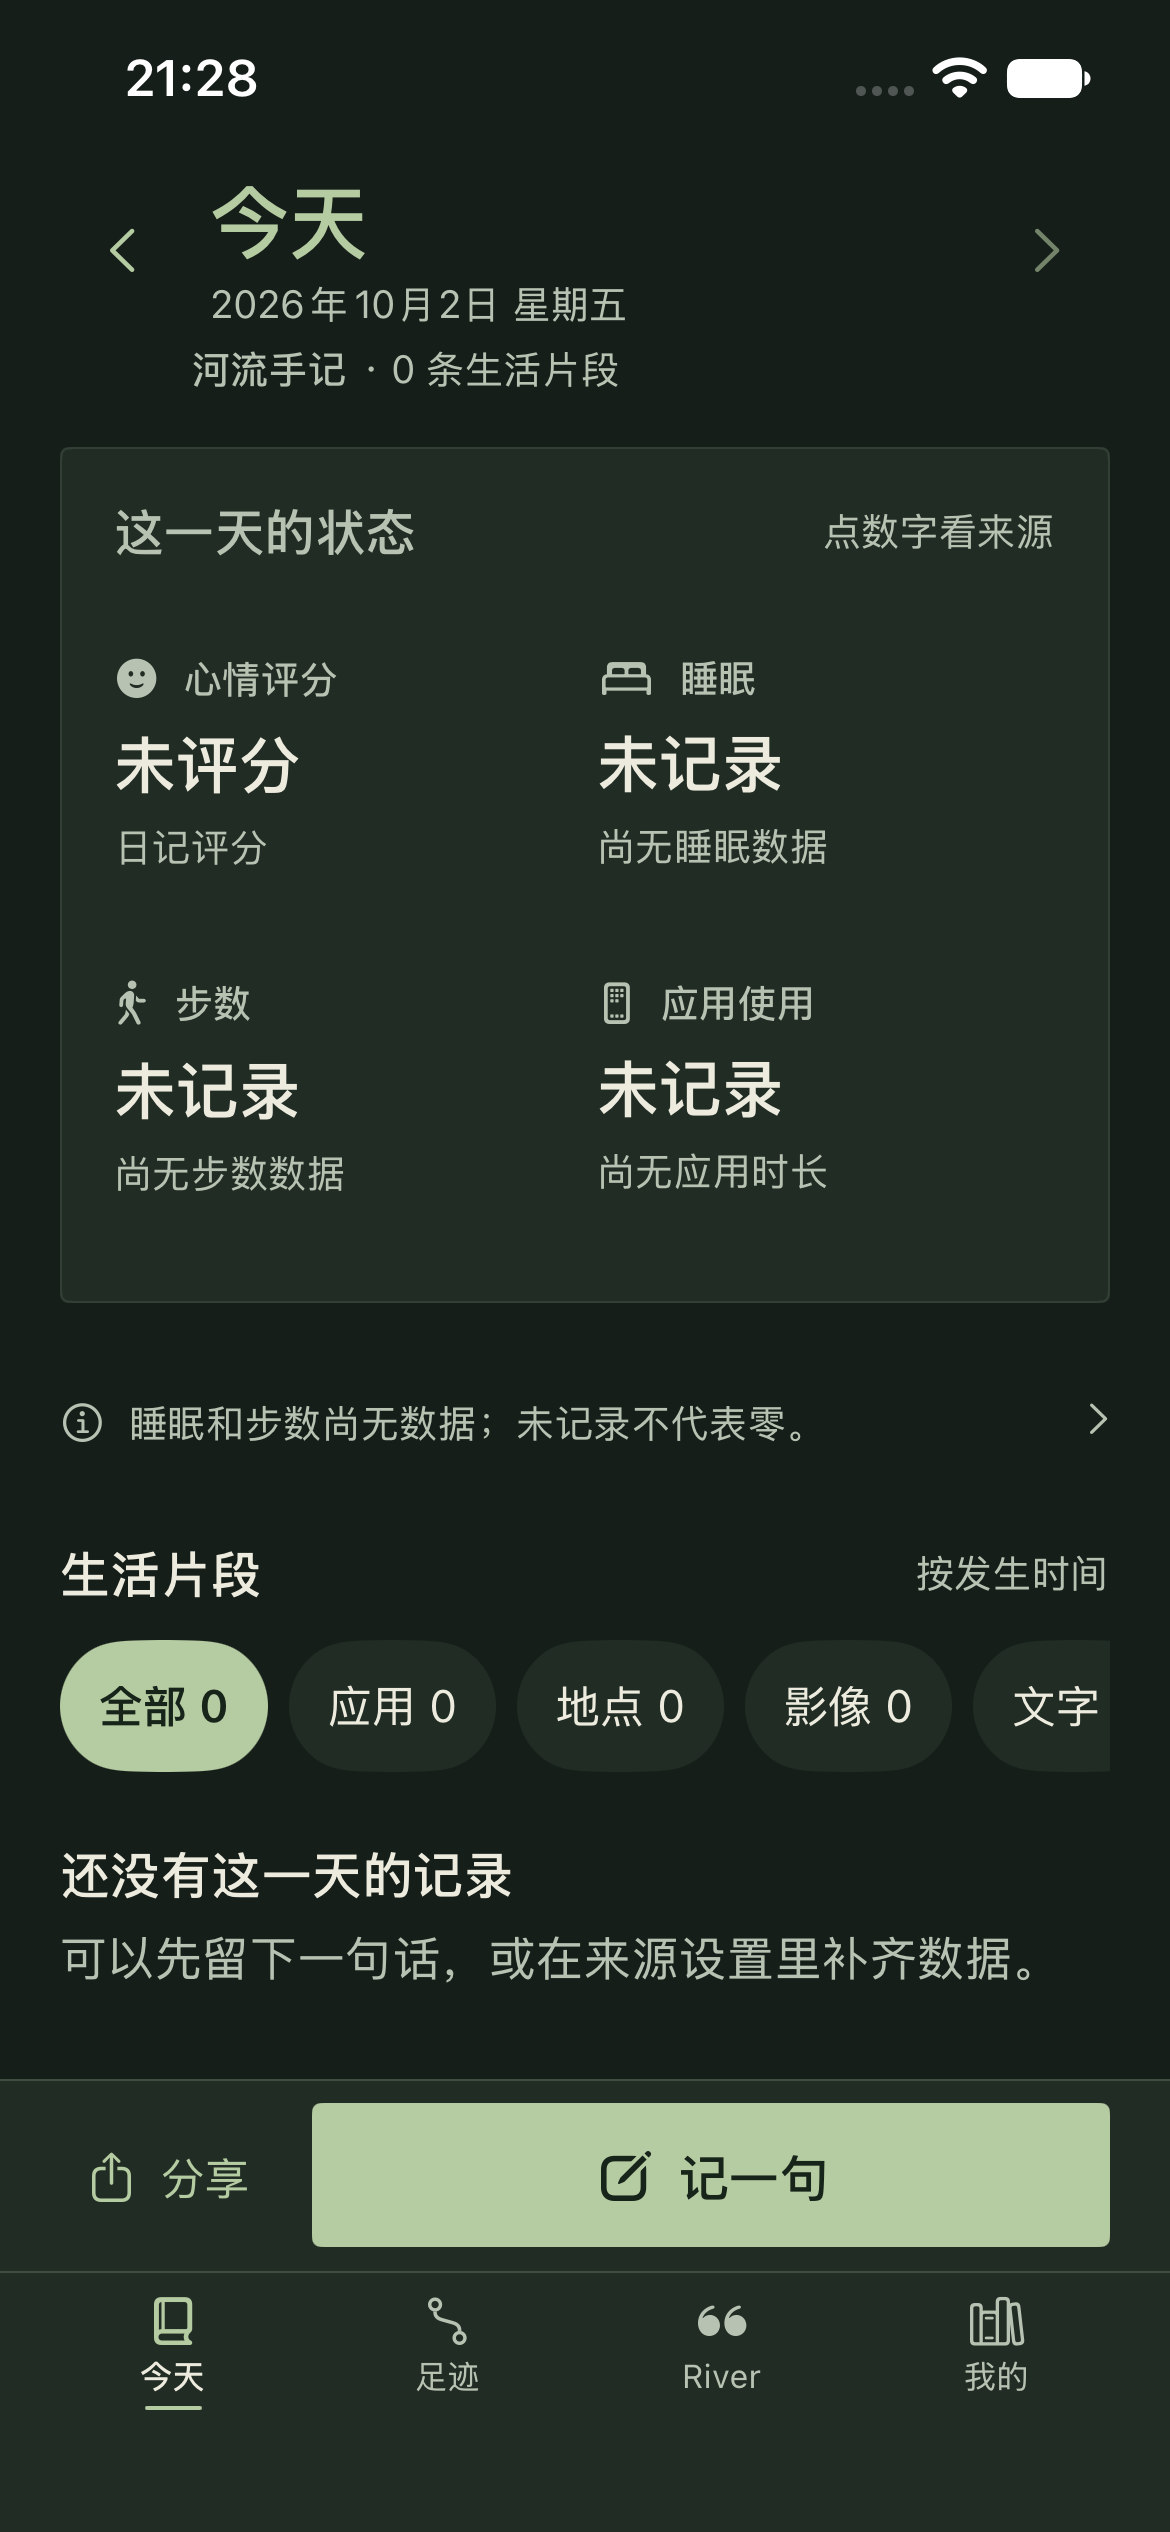 21:28
今天
2026年10月2日 星期五
河流手记 · 0 条生活片段
这一天的状态
点数字看来源
心情评分
睡眠
未评分
未记录
日记评分
尚无睡眠数据
步数
应用使用
未记录
未记录
尚无步数数据
尚无应用时长
睡眠和步数尚无数据；未记录不代表零。
生活片段
按发生时间
全部 0
应用 0
地点 0
影像 0
文字
还没有这一天的记录
可以先留下一句话，或在来源设置里补齐数据。
分享
记一句
今天
足迹
River
我的